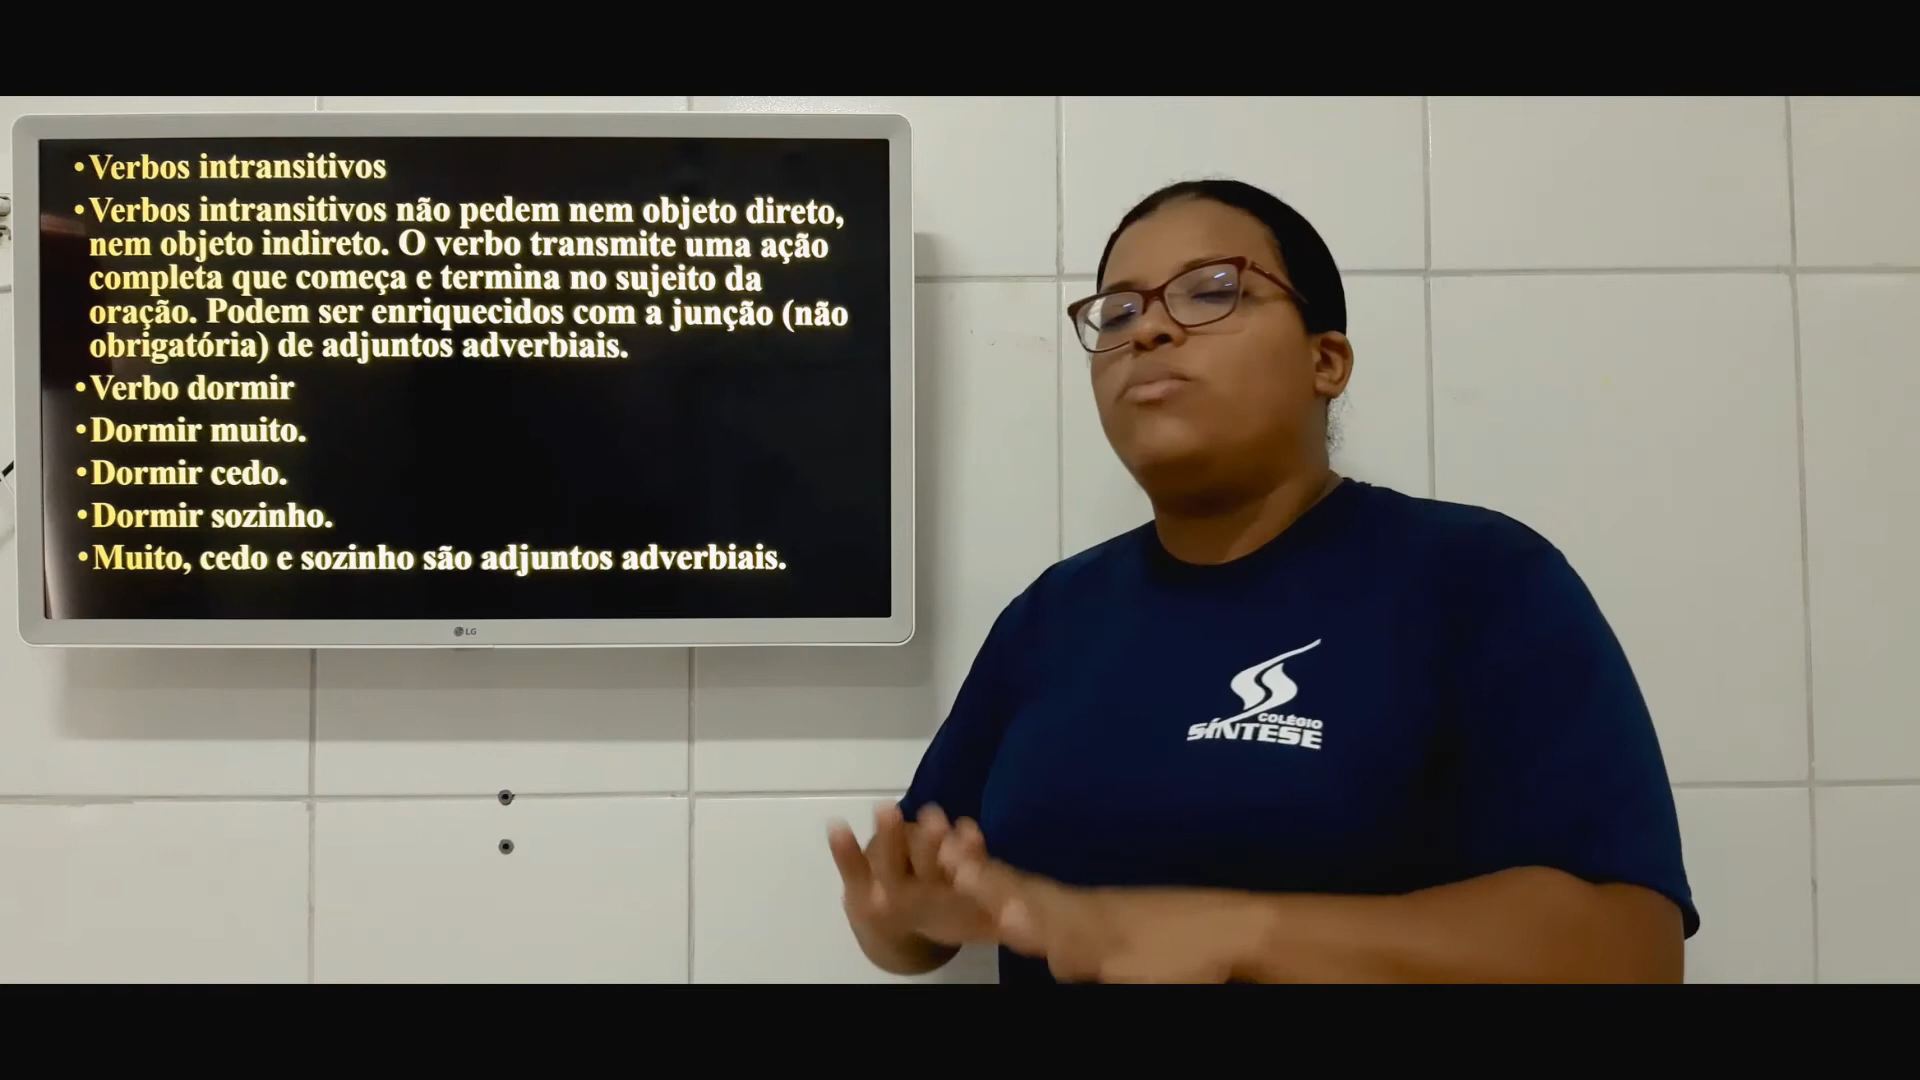 •Verbos intransitivos
•Verbos intransitivos não pedem nem objeto direto,
nem objeto indireto. O verbo transmite uma ação
completa que começa e termina no sujeito da
oração. Podem ser enriquecidos com a junção (não
obrigatória) de adjuntos adverbiais.
•Verbo dormir
•Dormir muito.
•Dormir cedo.
•Dormir sozinho.
•Muito, cedo e sozinho são adjuntos adverbiais.
LG
COLÉGIO
SÍNTESE